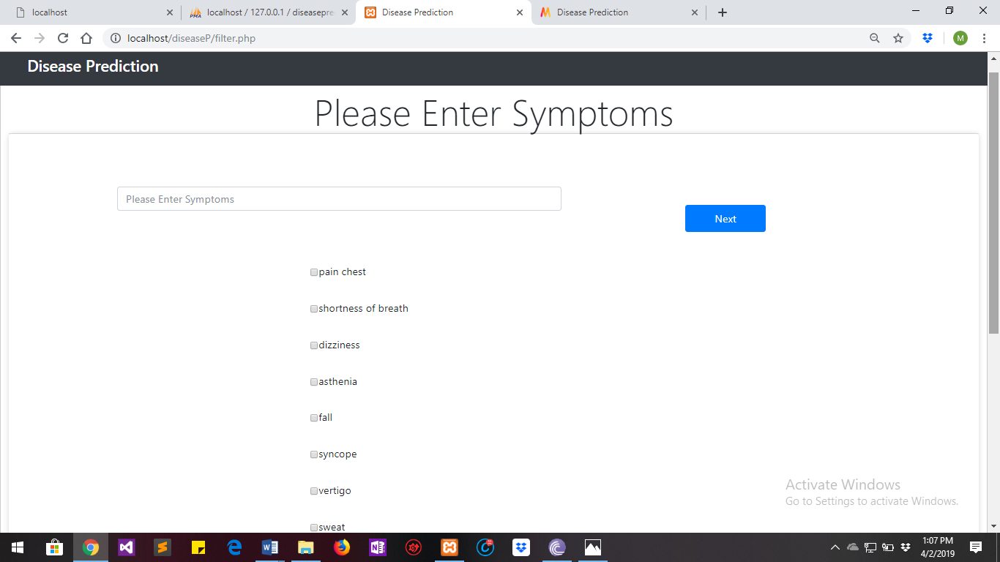 localhost
localhost / 127.0.0.1 / diseasepre
Disease Prediction
Disease Prediction
localhost/diseaseP/filter.php
M
Disease Prediction
Please Enter Symptoms
Please Enter Symptoms
Next
pain chest
shortness of breath
dizziness
asthenia
fall
syncope
vertigo
sweat
Activate Windows
Go to Settings to activate Windows.
1:07 PM
4/2/2019